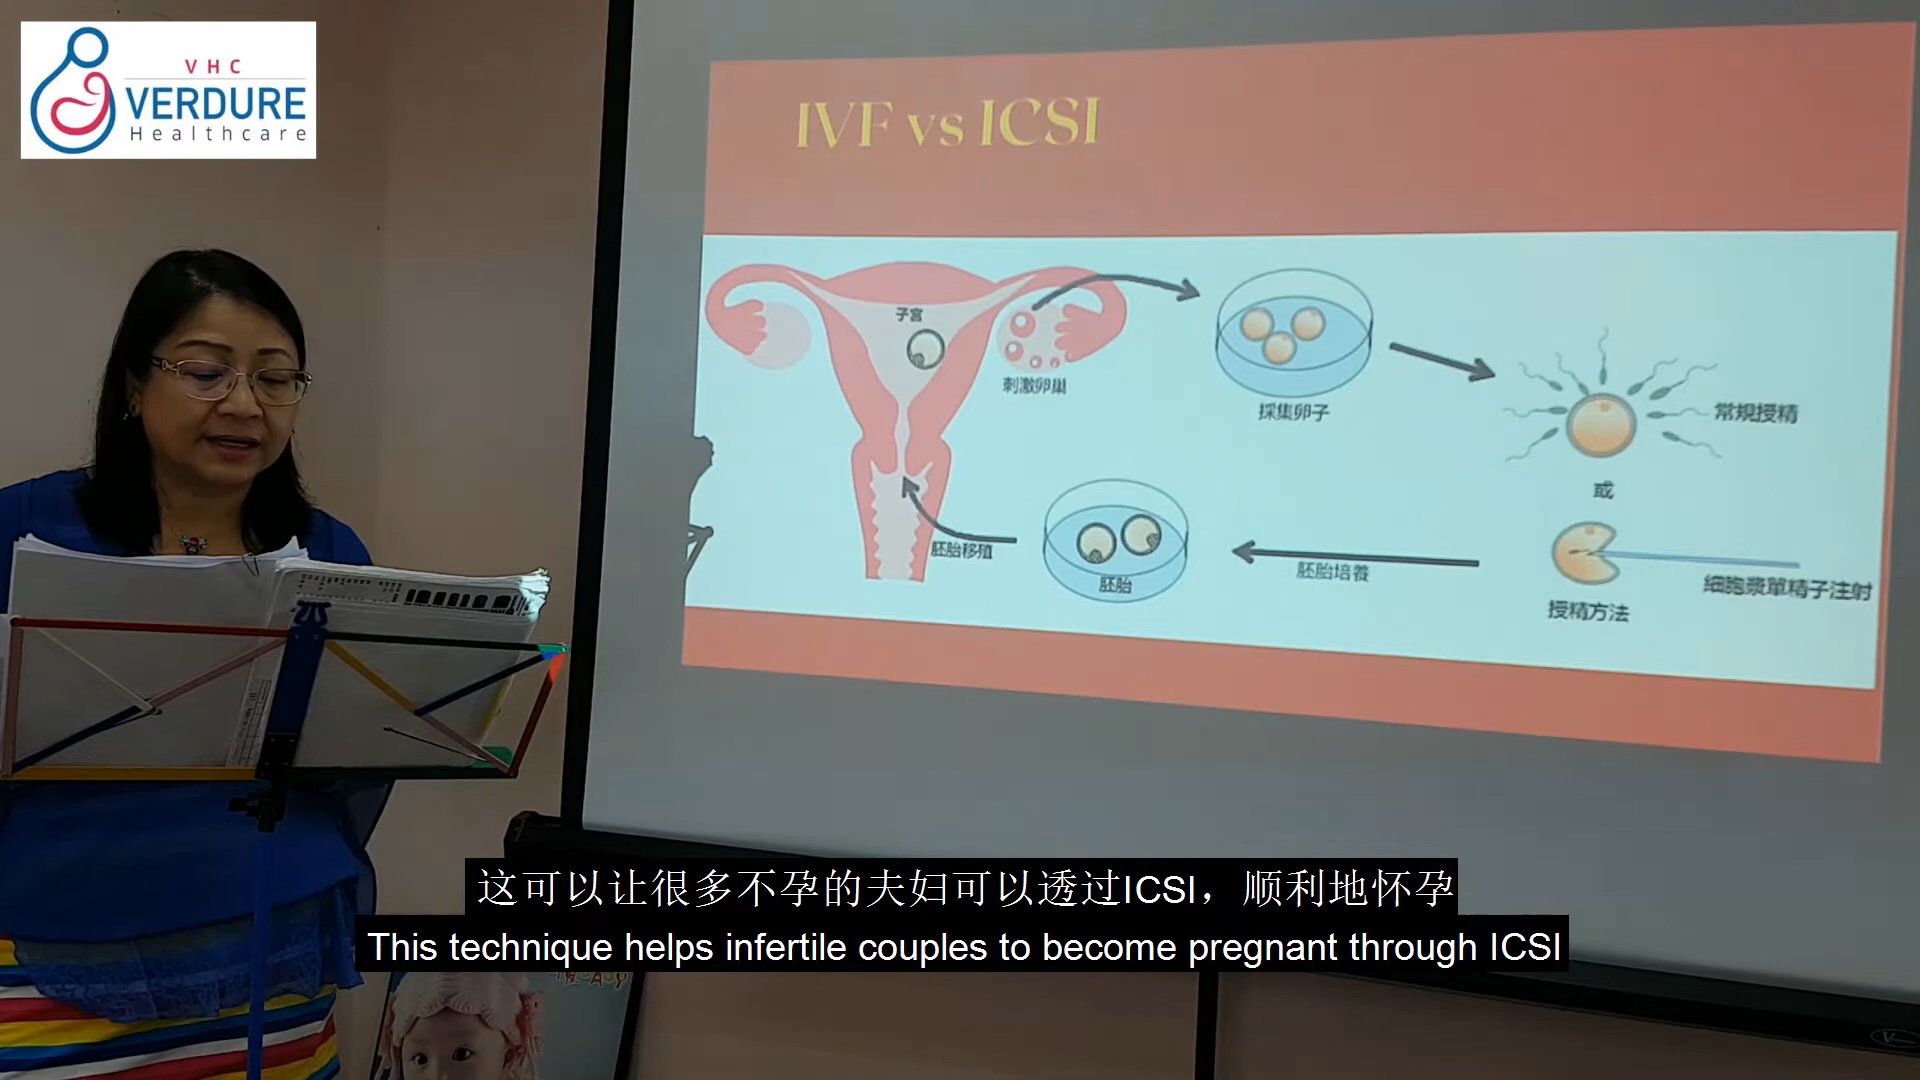 VHC
VERDURE
Healthcare
IVF vs ICSI
子宮
刺激卵巢
採集卵子
常規授精
或
細胞漿單精子注射
授精方法
胚胎培養
胚胎
胚胎移殖
这可以让很多不孕的夫妇可以透过ICSI，顺利地怀孕
This technique helps infertile couples to become pregnant through ICSI